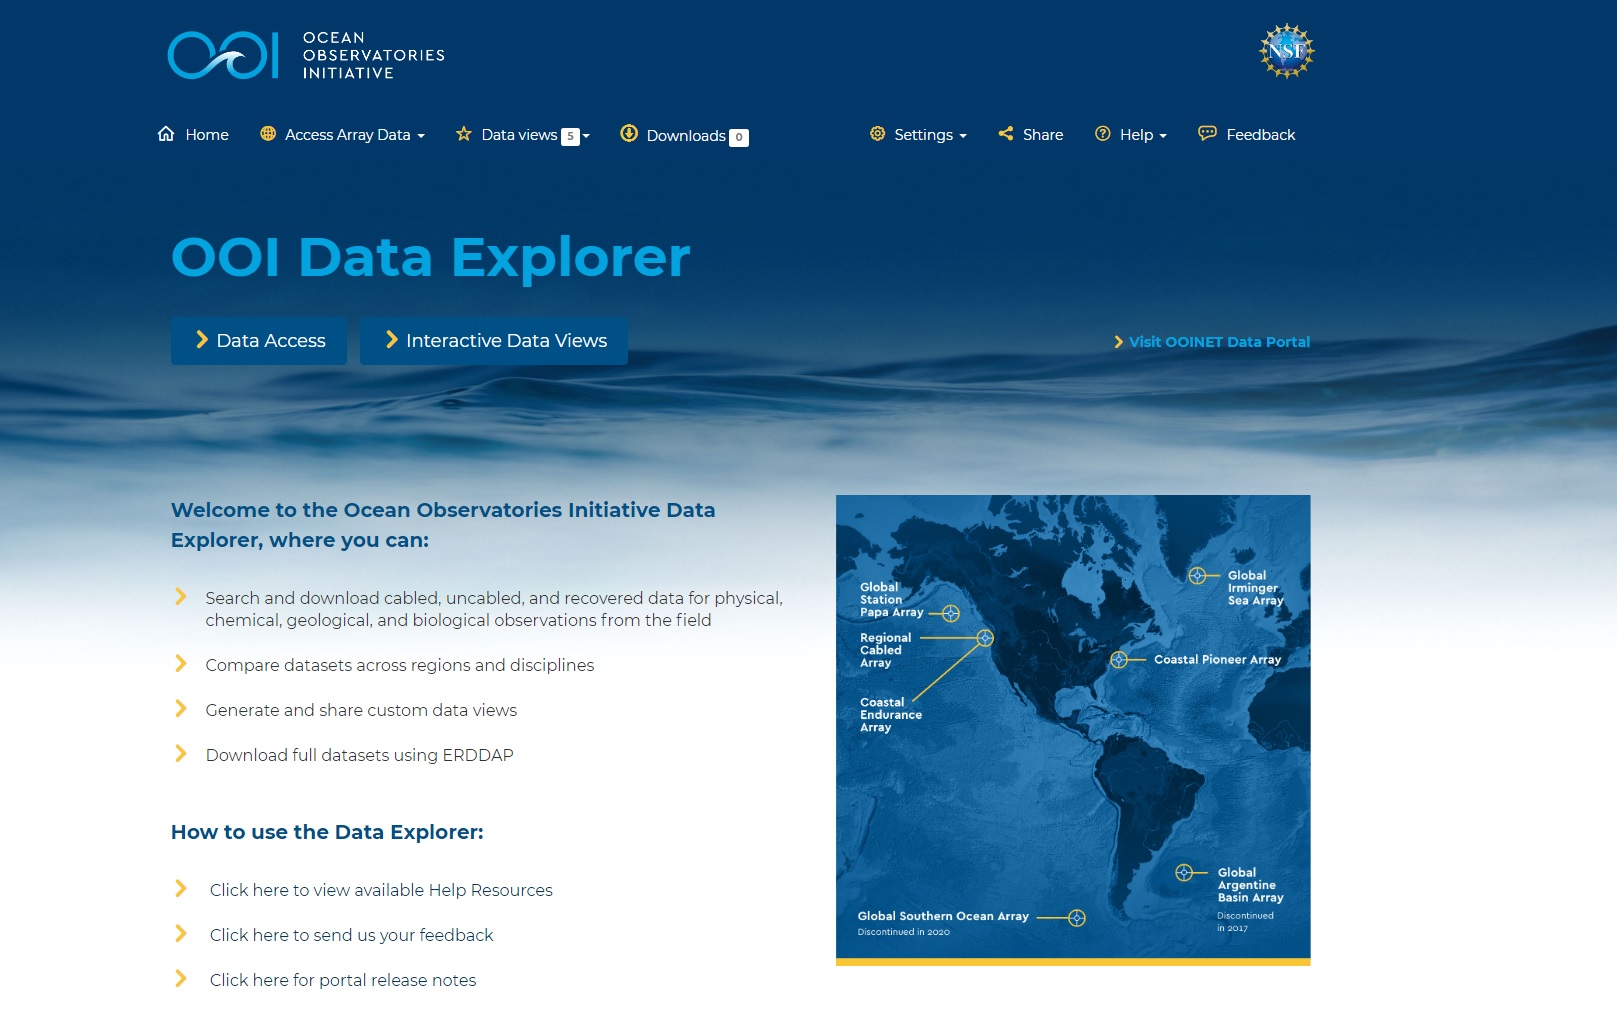 OOI
OCEAN
OBSERVATORIES
INITIATIVE
NSF
Home
Access Array Data
Data views 5
Downloads 0
Settings
Share
Help
Feedback
OOI Data Explorer
Data Access
Interactive Data Views
Visit OOINET Data Portal
Welcome to the Ocean Observatories Initiative Data
Explorer, where you can:
Search and download cabled, uncabled, and recovered data for physical,
chemical, geological, and biological observations from the field
Compare datasets across regions and disciplines
Generate and share custom data views
Download full datasets using ERDDAP
How to use the Data Explorer:
Click here to view available Help Resources
Click here to send us your feedback
Click here for portal release notes
Global
Station
Papa Array
Regional
Cabled
Array
Coastal
Endurance
Array
Global
Irminger
Sea Array
Coastal Pioneer Array
Global
Argentine
Basin Array
Discontinued
in 2017
Global Southern Ocean Array
Discontinued in 2020